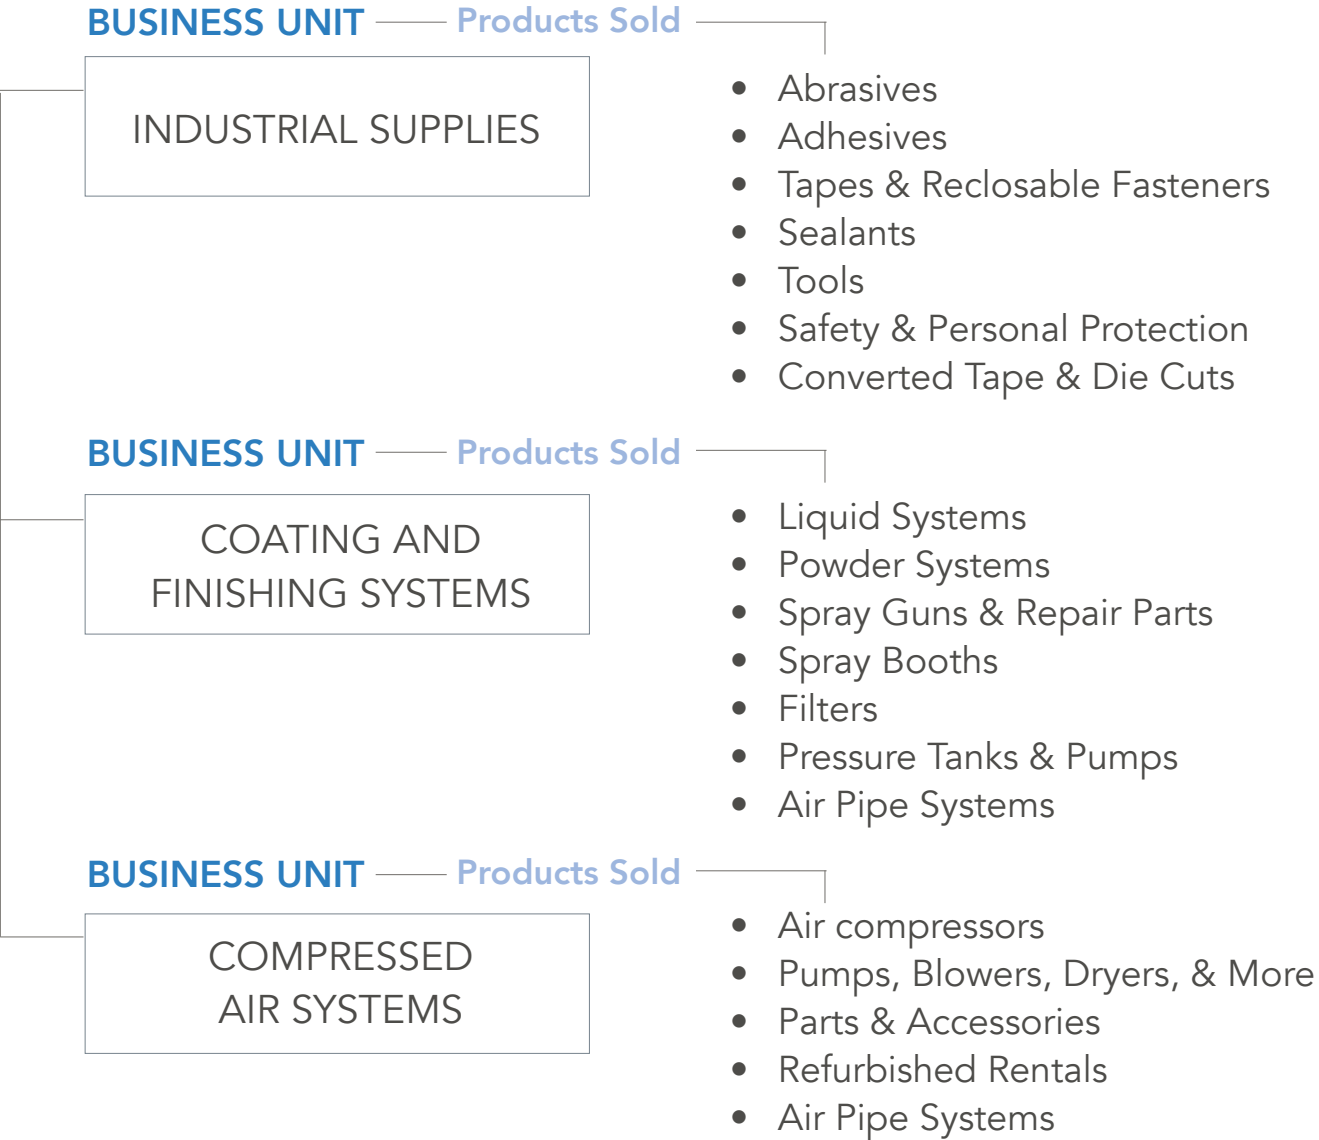 BUSINESS UNIT Products Sold
INDUSTRIAL SUPPLIES
• Abrasives
• Adhesives
• Tapes & Reclosable Fasteners
• Sealants
• Tools
• Safety & Personal Protection
• Converted Tape & Die Cuts
BUSINESS UNIT Products Sold
COATING AND
FINISHING SYSTEMS
• Liquid Systems
• Powder Systems
• Spray Guns & Repair Parts
• Spray Booths
• Filters
• Pressure Tanks & Pumps
• Air Pipe Systems
BUSINESS UNIT Products Sold
COMPRESSED
AIR SYSTEMS
• Air compressors
• Pumps, Blowers, Dryers, & More
• Parts & Accessories
• Refurbished Rentals
• Air Pipe Systems